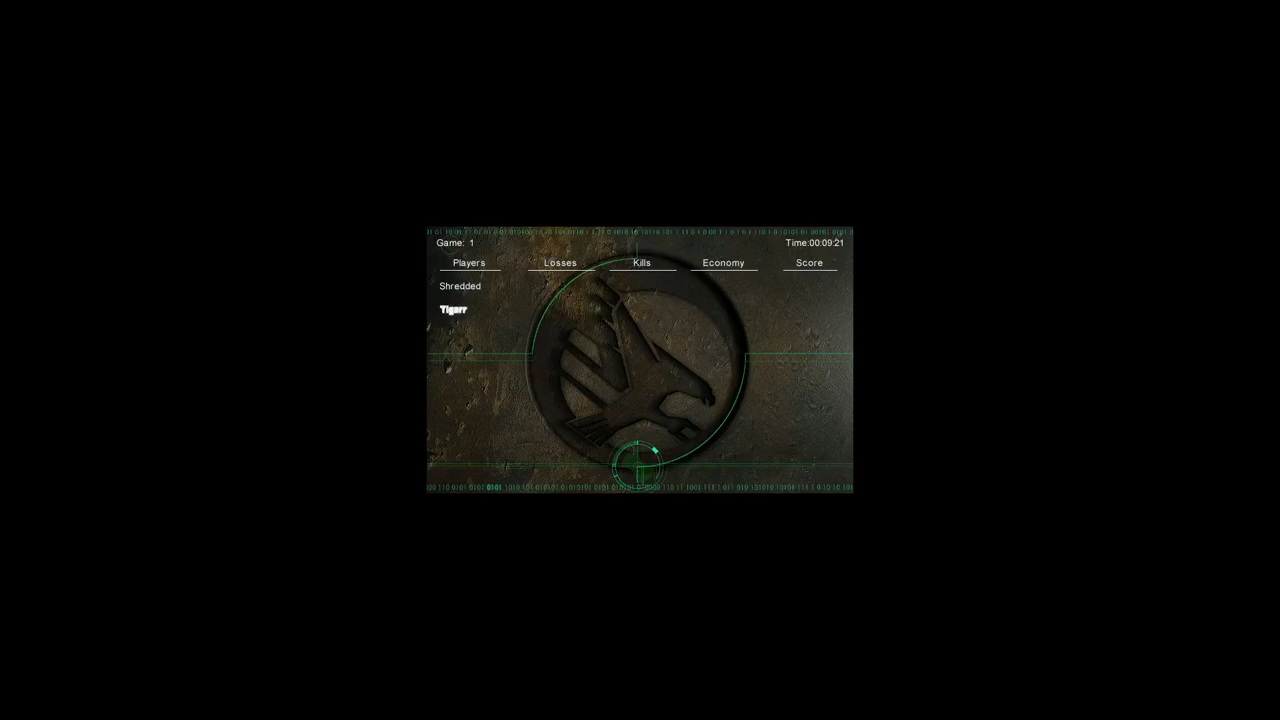 Game: 1 Time:00:09:21
Players Losses Kills Economy Score
Shredded
Tigerr